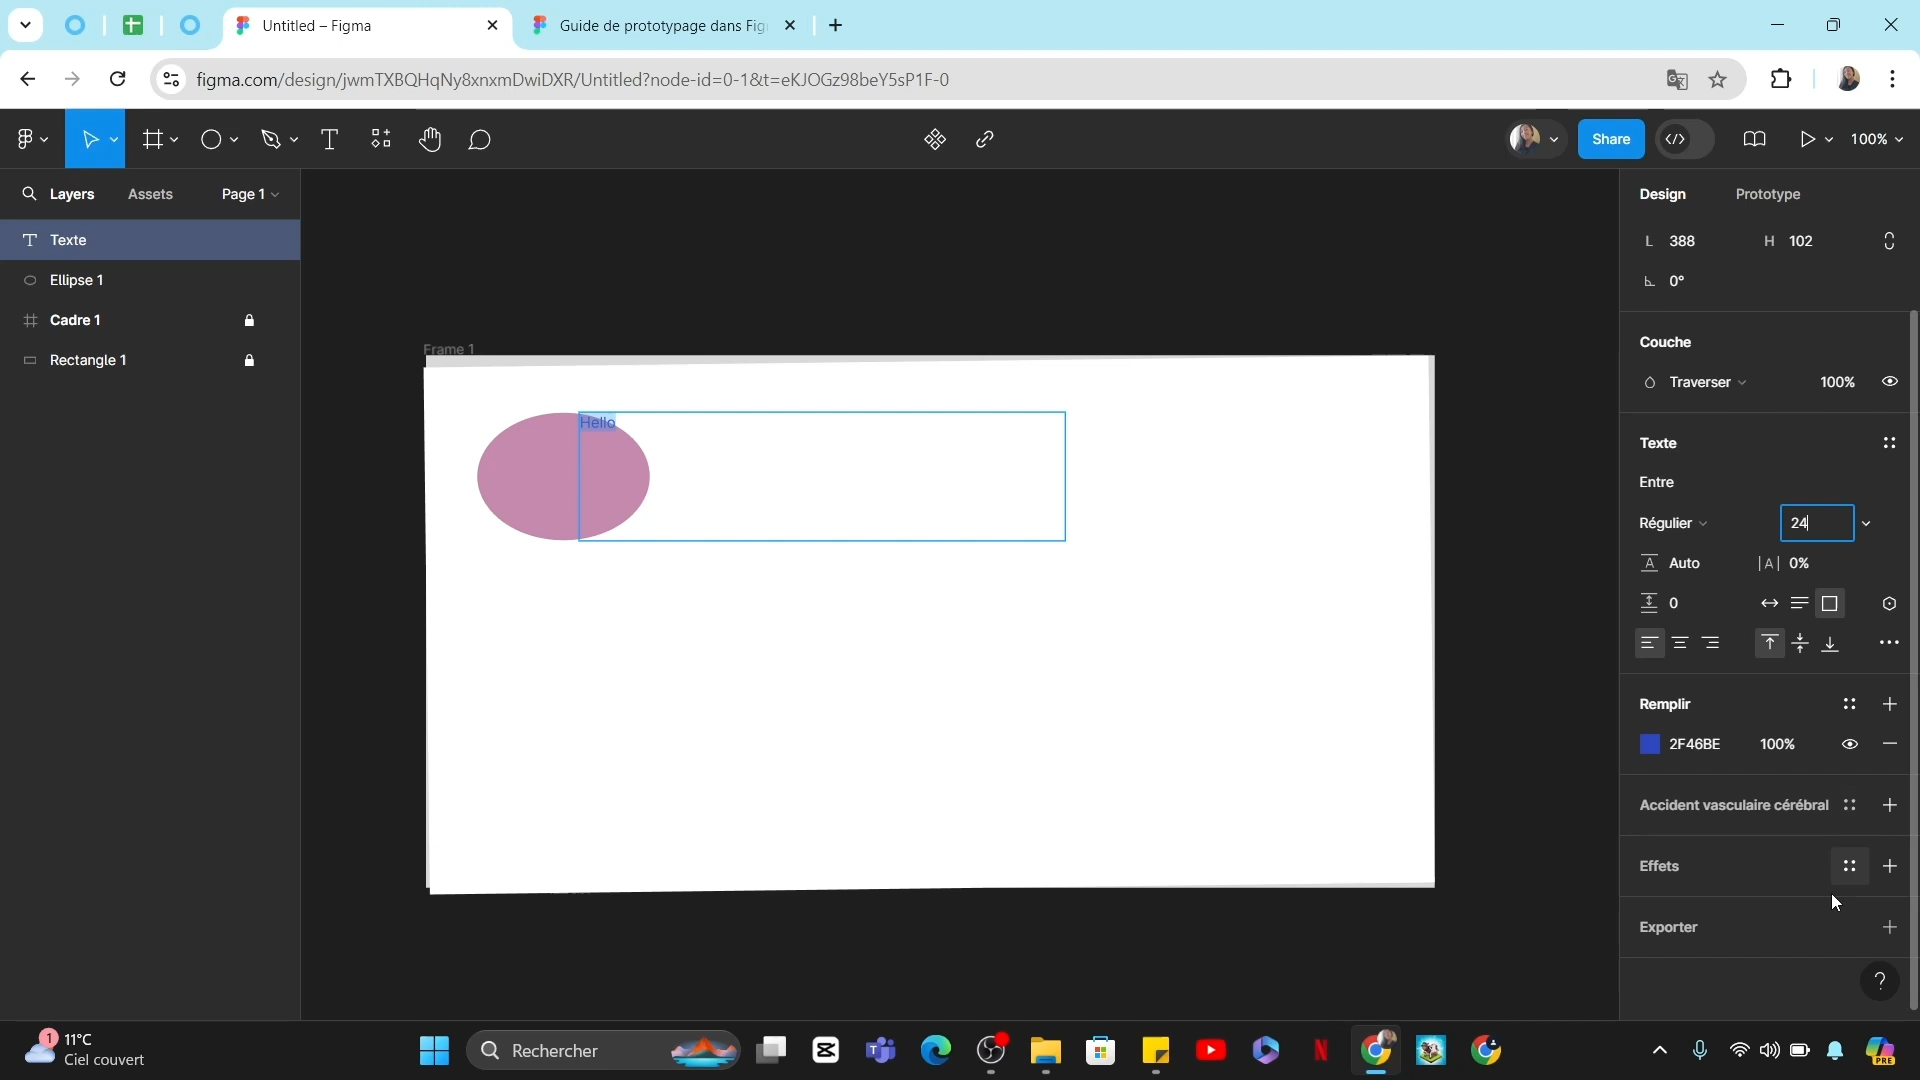 Untitled – Figma
Guide de prototypage dans Fig
figma.com/design/jwmTXBQHqNy8xnxmDwiDXR/Untitled?node-id=0-1&t=eKJOGz98beY5sP1F-0
Share
100%
Layers
Assets
Page 1
Texte
Ellipse 1
Cadre 1
Rectangle 1
Frame 1
Hello
Design
Prototype
L 388
H 102
0°
Couche
Traverser
100%
Texte
Entre
Régulier
24
Auto
|A| 0%
0
Remplir
2F46BE
100%
Accident vasculaire cérébral
Effets
Exporter
?
1
11°C
Ciel couvert
Rechercher
PRE